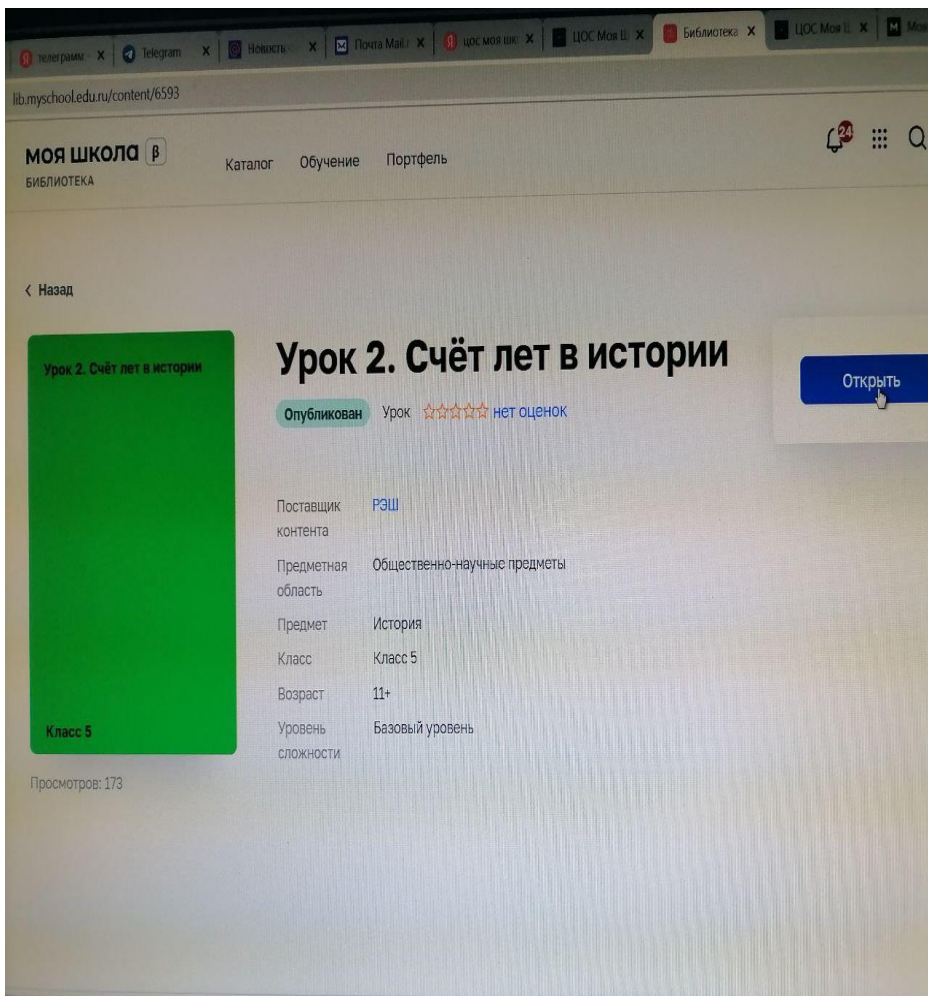 телеграмм - X Telegram X Новость X Почта Mail. X цос моя шк X ЦОС Моя Ш X Библиотека X ЦОС Моя Ш X
lib.myschool.edu.ru/content/6593
МОЯ ШКОЛА β
БИБЛИОТЕКА
Каталог Обучение Портфель
24
< Назад
Урок 2. Счёт лет в истории
Класс 5
Просмотров: 173
Урок 2. Счёт лет в истории
Опубликован Урок нет оценок
Поставщик РЭШ
контента
Предметная Общественно-научные предметы
область
Предмет История
Класс Класс 5
Возраст 11+
Уровень Базовый уровень
сложности
Открыть